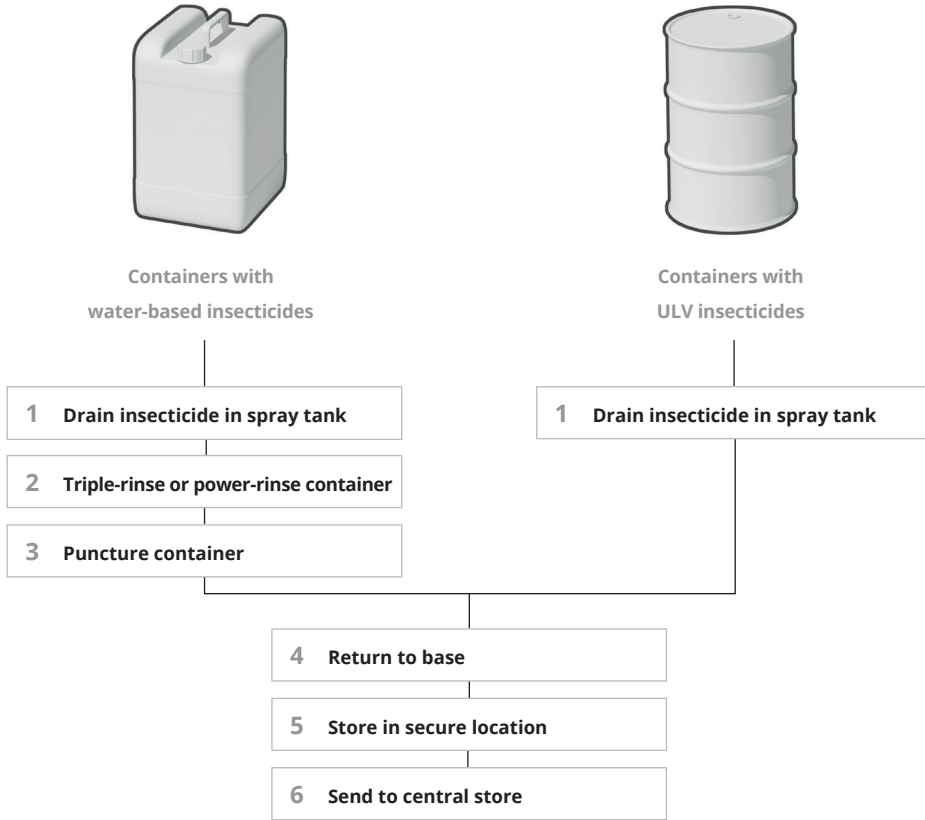 Containers with
water-based insecticides
Containers with
ULV insecticides
1 Drain insecticide in spray tank
1 Drain insecticide in spray tank
2 Triple-rinse or power-rinse container
3 Puncture container
4 Return to base
5 Store in secure location
6 Send to central store